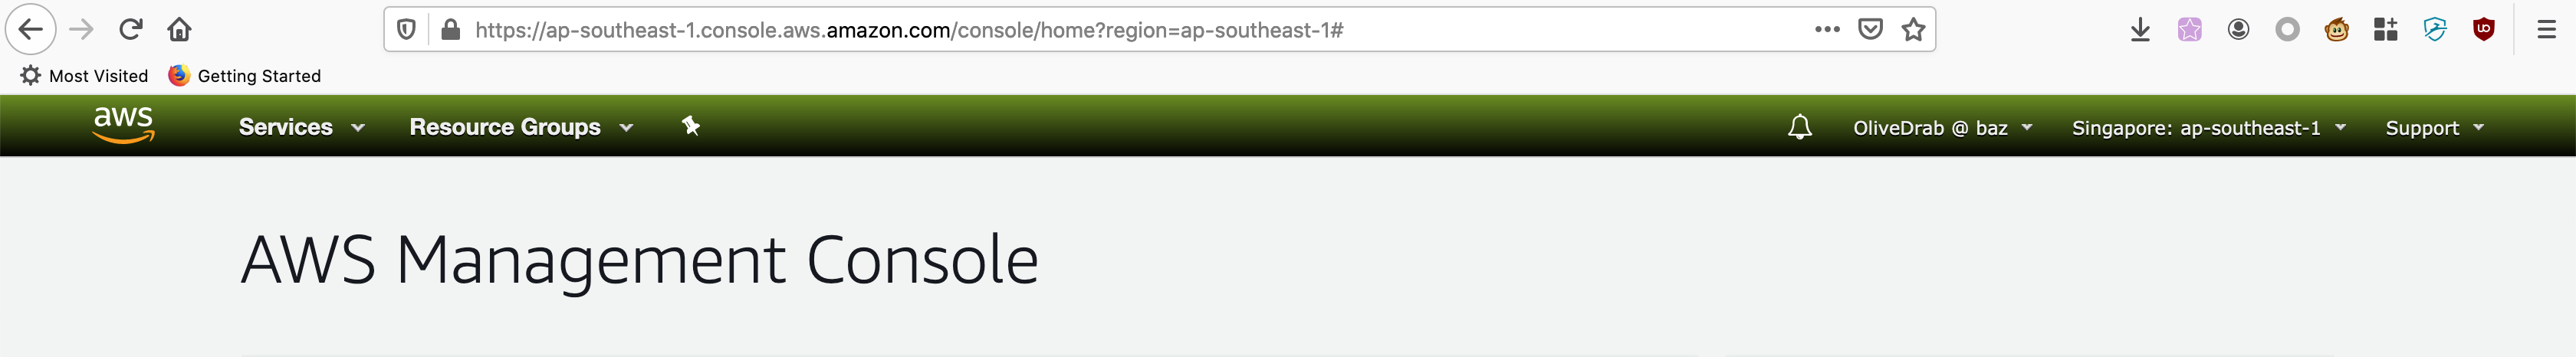 https://ap-southeast-1.console.aws.amazon.com/console/home?region=ap-southeast-1#
Most Visited Getting Started
aws Services Resource Groups OliveDrab @ baz Singapore: ap-southeast-1 Support
AWS Management Console